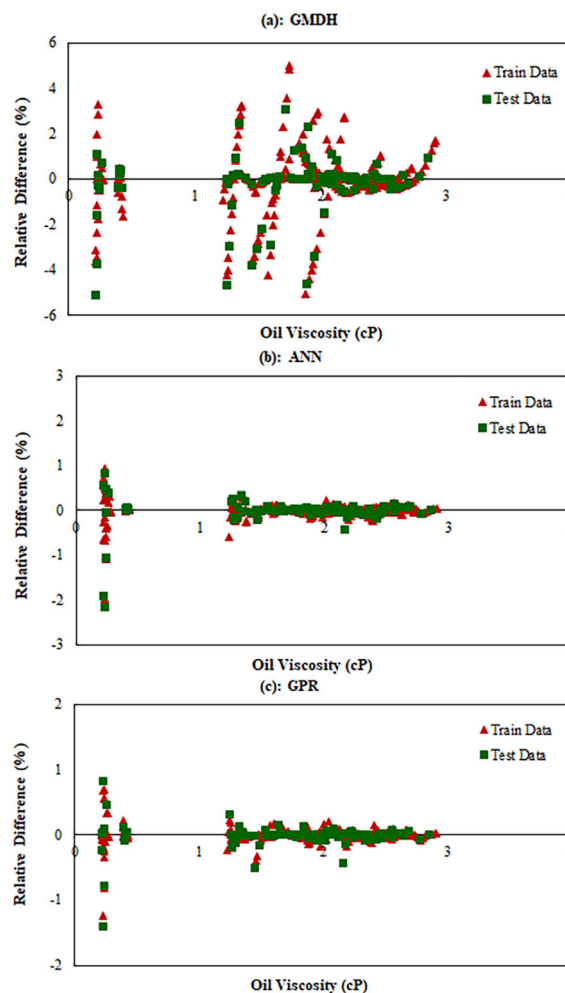 (a): GMDH
6
4
2
0
-2
-4
-6
0
1
2
3
Relative Difference (%)
Train Data
Test Data
Oil Viscosity (cP)
(b): ANN
3
2
1
0
-1
-2
-3
0
1
2
3
Relative Difference (%)
Train Data
Test Data
Oil Viscosity (cP)
(c): GPR
2
1
0
-1
-2
0
1
2
3
Relative Difference (%)
Train Data
Test Data
Oil Viscosity (cP)